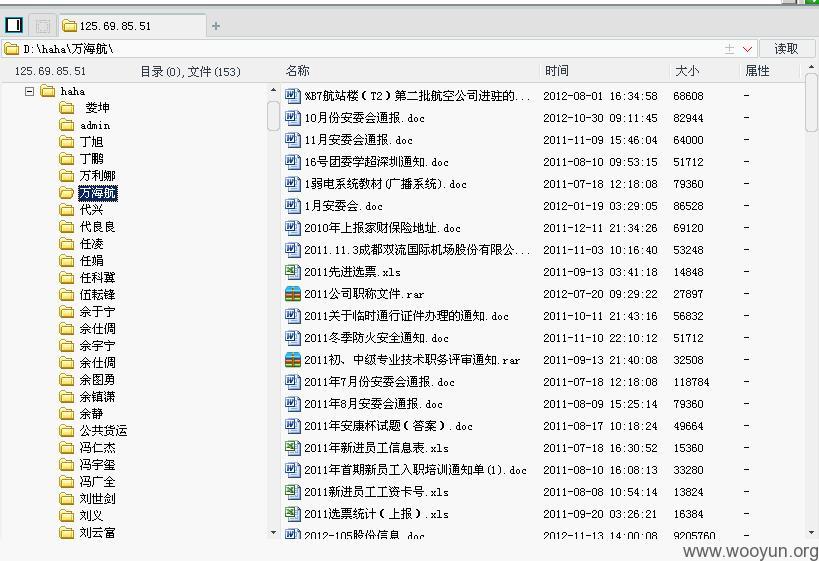 125.69.85.51
D:\haha\万海航\ 读取
125.69.85.51 目录(0),文件(153) 名称 时间 大小 属性
haha
娄坤
admin
丁旭
丁鹏
万利娜
万海航
代兴
代良良
任凌
任娟
任科冀
伍耘锋
余于宁
余仕倜
余宇宁
余仕倜
余图勇
余镇潇
余静
公共货运
冯仁杰
冯宇玺
冯广全
刘世剑
刘义
刘云富
%B7航站楼(T2)第二批航空公司进驻的... 2012-08-01 16:34:58 68608 -
10月份安委会通报.doc 2012-10-30 09:11:45 82944 -
11月安委会通报.doc 2011-11-09 15:46:04 64000 -
16号团委学超深圳通知.doc 2011-08-10 09:53:15 51712 -
1弱电系统教材(广播系统).doc 2011-07-18 12:18:08 79360 -
1月安委会.doc 2012-01-19 03:29:05 86528 -
2010年上报家财保险地址.doc 2011-12-11 21:34:26 69120 -
2011.11.3成都双流国际机场股份有限公... 2011-11-03 10:16:40 53248 -
2011先进选票.xls 2011-09-13 03:41:18 14848 -
2011公司职称文件.rar 2012-07-20 09:29:22 27897 -
2011关于临时通行证件办理的通知.doc 2011-10-11 21:43:16 56832 -
2011冬季防火安全通知.doc 2011-11-10 22:10:12 51712 -
2011初、中级专业技术职务评审通知.rar 2011-09-13 21:40:08 32508 -
2011年7月份安委会通报.doc 2011-07-18 12:18:08 118784 -
2011年8月安委会通报.doc 2011-08-09 15:25:14 79360 -
2011年安康杯试题(答案).doc 2011-08-17 10:18:24 49664 -
2011年新进员工信息表.xls 2011-07-18 16:30:52 15360 -
2011年首期新员工入职培训通知单(1).doc 2011-08-10 16:08:13 33280 -
2011新进员工工资卡号.xls 2011-08-08 10:54:14 13824 -
2011选票统计(上报).xls 2011-09-20 03:26:21 16384 -
2012-105股份信息.doc 2012-11-13 14:00:08 9205760 -
www.wooyun.org